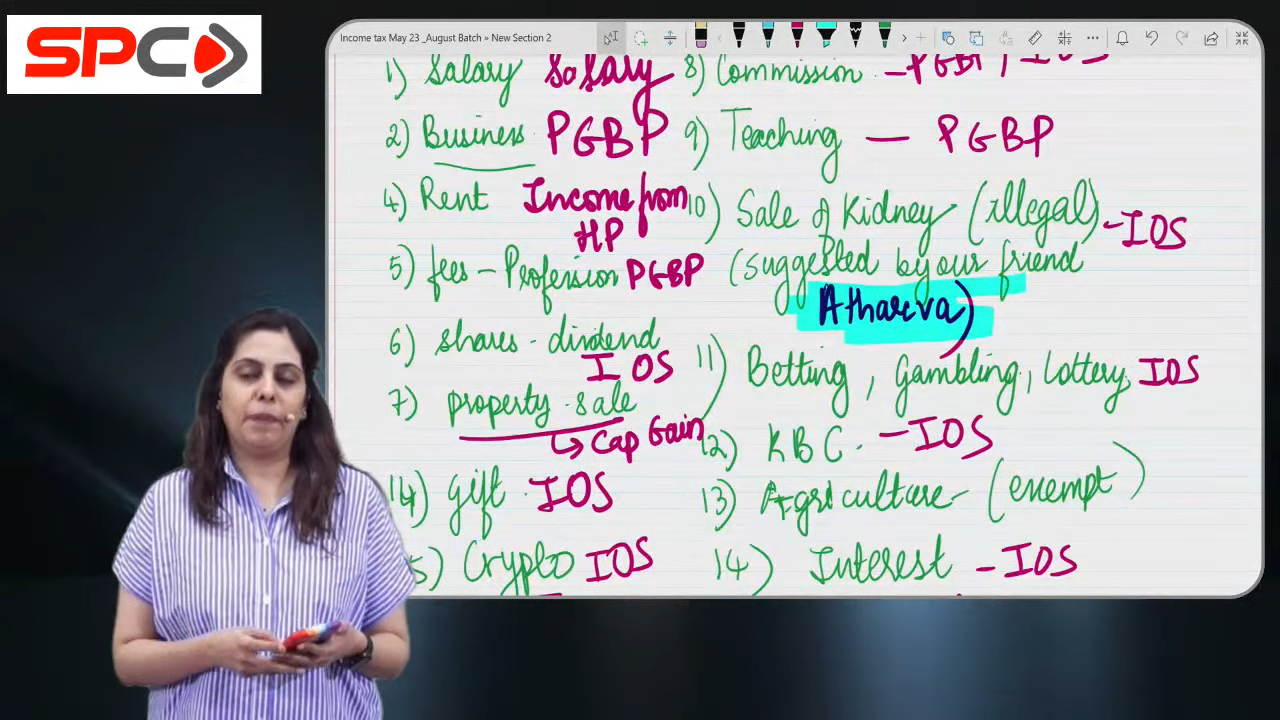 SPC
Income tax May 23 _August Batch » New Section 2
1) Salary Salary
2) Business PGBP
4) Rent Income from
HP
5) fees - Profession PGBP
6) shares - dividend
IOS
7) property sale
↳ Cap Gain
14) gift. IOS
5) Crypto IOS
8) Commission - PGBP / IOS
9) Teaching — PGBP
10) Sale of Kidney (illegal) - IOS
(suggested by our friend
Athareva)
11) Betting, Gambling, Lottery IOS
12) KBC. - IOS
13) Agriculture - (exempt)
14) Interest - IOS